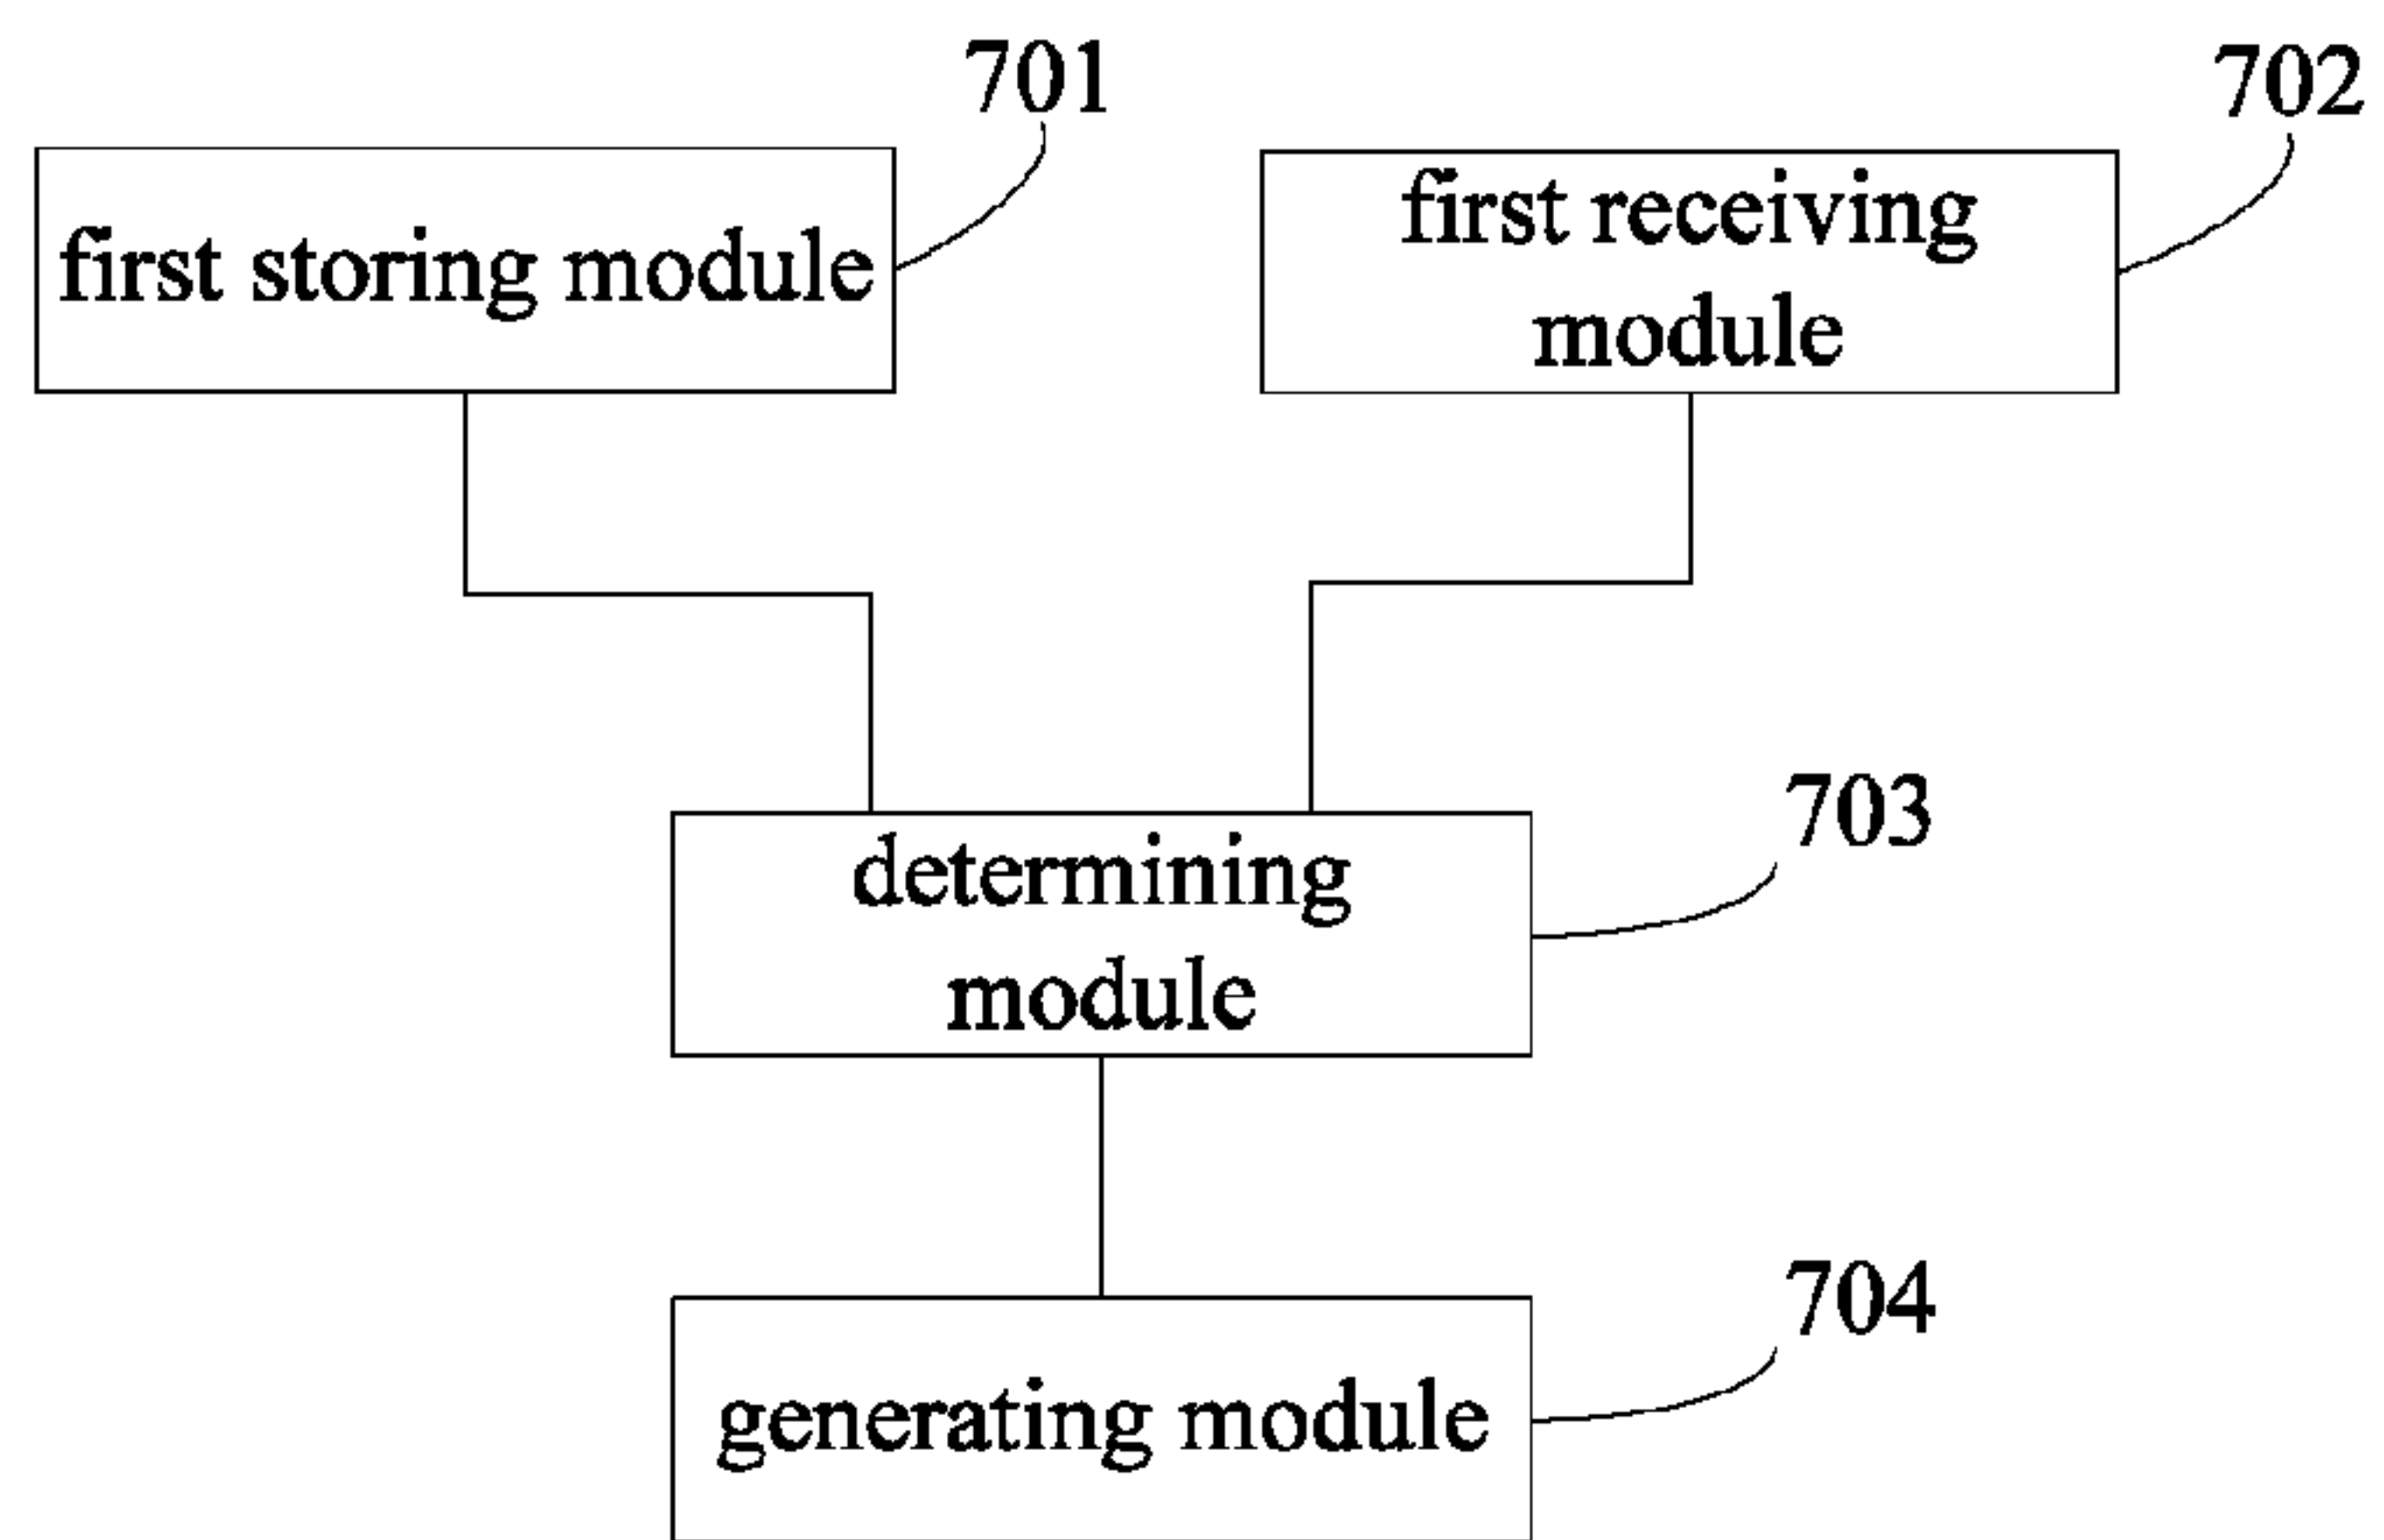 701
702
first storing module
first receiving
module
703
determining
module
704
generating module